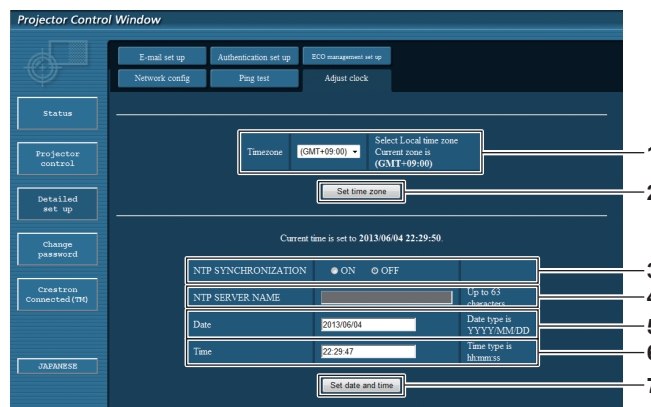 Projector Control Window
E-mail set up
Authentication set up
ECO management set up
Network config
Ping test
Adjust clock
Status
Projector
control
Detailed
set up
Change
password
Crestron
Connected(TM)
JAPANESE
Timezone
(GMT+09:00)
Select Local time zone
Current zone is
(GMT+09:00)
1
Set time zone
2
Current time is set to 2013/06/04 22:29:50.
NTP SYNCHRONIZATION
ON
OFF
3
NTP SERVER NAME
Up to 63
characters
4
Date
2013/06/04
Date type is
YYYY/MM/DD
5
Time
22:29:47
Time type is
hh:mm:ss
6
Set date and time
7